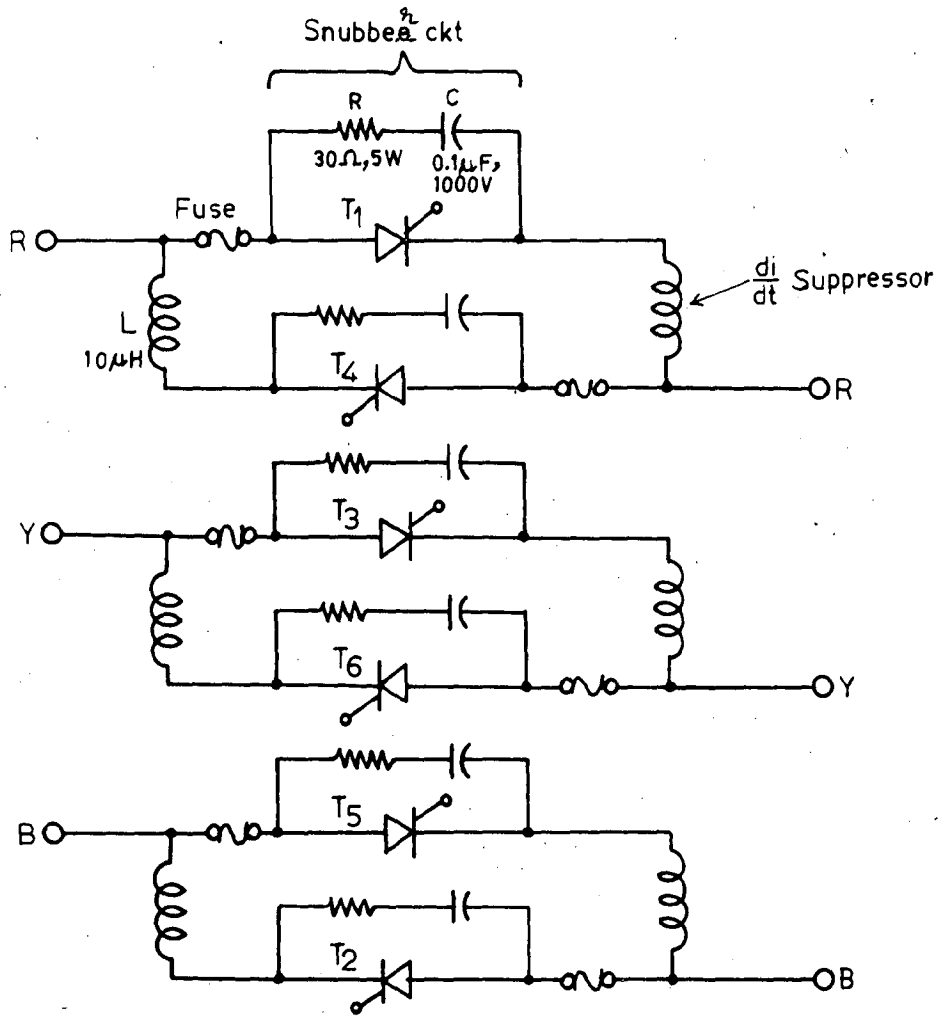 Snubber ckt
R C
30Ω, 5W 0.1μF, 1000V
Fuse T1
R
di/dt Suppressor
L
10μH
T4
R
T3
Y
T6
Y
T5
B
T2
B